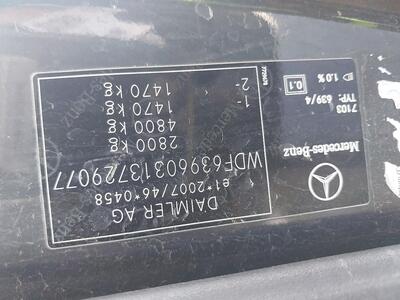 DAIMLER AG
e1*2007/46*0458
WDF63960313729077
2800 kg
4800 kg
1- 1470 kg
2- 1470 kg
Mercedes-Benz
7103
TYP: 639/4
1.0% 0.1